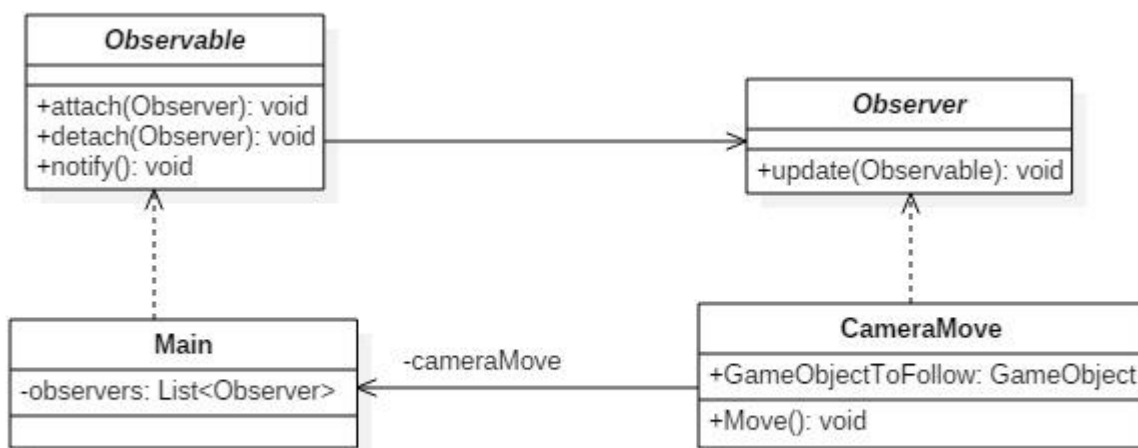 Observable
+attach(Observer): void
+detach(Observer): void
+notify(): void
Observer
+update(Observable): void
Main
-observers: List<Observer>
-cameraMove
CameraMove
+GameObjectToFollow: GameObject
+Move(): void